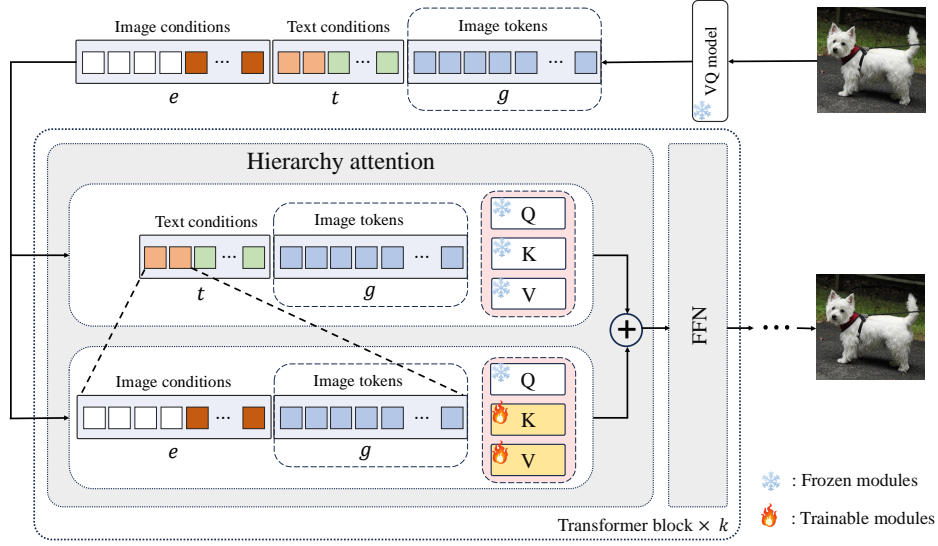 Image conditions Text conditions Image tokens
... ... ...
e t g
VQ model
Hierarchy attention
Text conditions Image tokens
... ...
t g
Q
K
V
+
FFN
...
Image conditions Image tokens
... ...
e g
Q
K
V
: Frozen modules
: Trainable modules
Transformer block × k